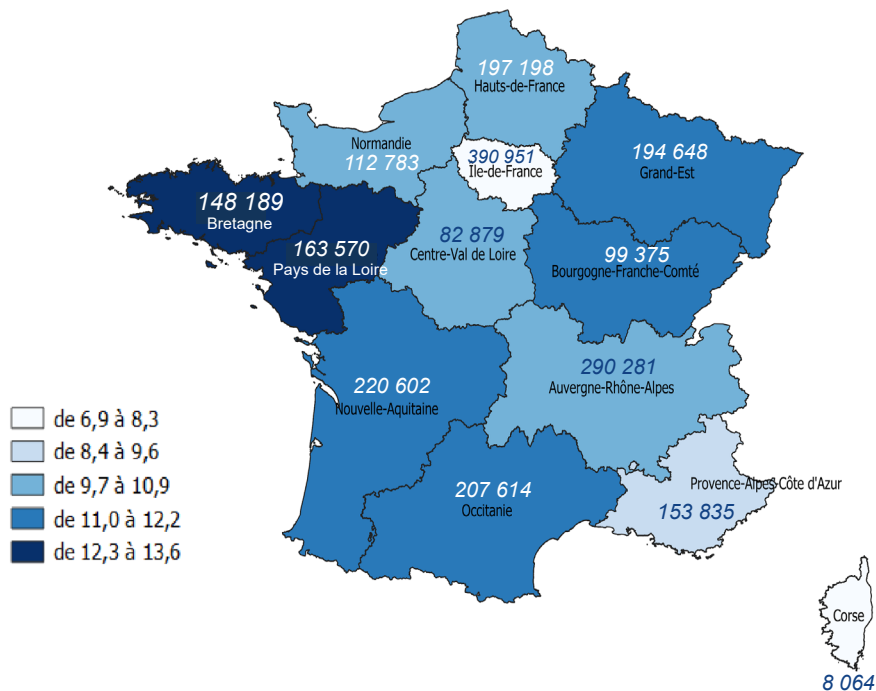 197 198
Hauts-de-France
Normandie
112 783
390 951
Ile-de-France
194 648
Grand-Est
148 189
Bretagne
163 570
Pays de la Loire
82 879
Centre-Val de Loire
99 375
Bourgogne-Franche-Comté
290 281
Auvergne-Rhône-Alpes
220 602
Nouvelle-Aquitaine
207 614
Occitanie
Provence-Alpes-Côte d'Azur
153 835
Corse
8 064
de 6,9 à 8,3
de 8,4 à 9,6
de 9,7 à 10,9
de 11,0 à 12,2
de 12,3 à 13,6